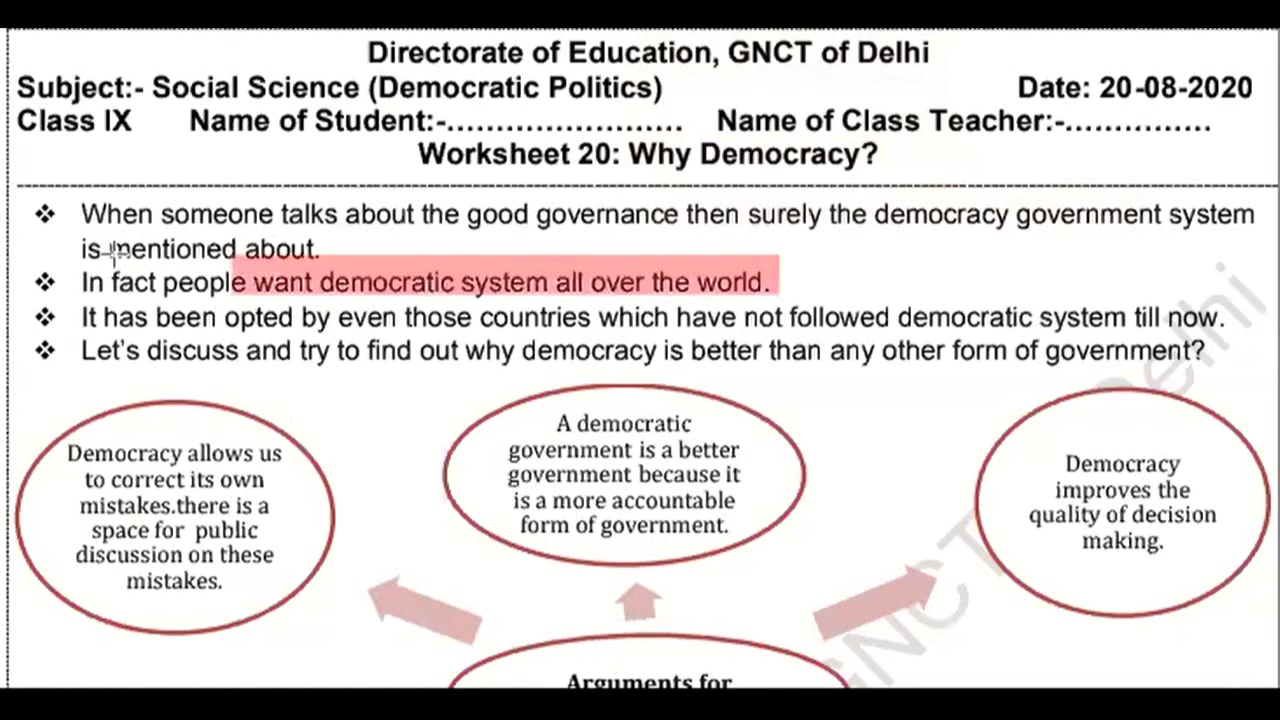 Directorate of Education, GNCT of Delhi
Subject:- Social Science (Democratic Politics) Date: 20-08-2020
Class IX Name of Student:-........................ Name of Class Teacher:-...............
Worksheet 20: Why Democracy?
❖ When someone talks about the good governance then surely the democracy government system
is mentioned about.
❖ In fact people want democratic system all over the world.
❖ It has been opted by even those countries which have not followed democratic system till now.
❖ Let's discuss and try to find out why democracy is better than any other form of government?
Democracy allows us
to correct its own
mistakes.there is a
space for public
discussion on these
mistakes.
A democratic
government is a better
government because it
is a more accountable
form of government.
Democracy
improves the
quality of decision
making.
Arguments for
GNCT Delhi